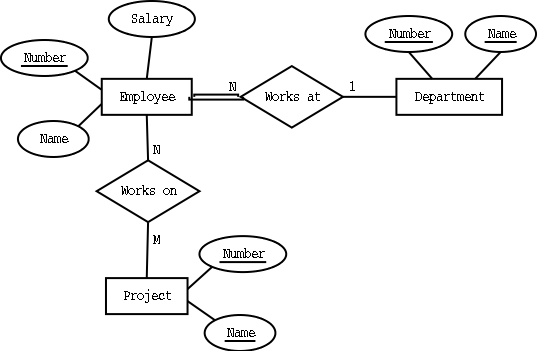 Salary
Number
Name
Number
Employee
N
Works at
1
Department
Name
N
Works on
M
Number
Project
Name